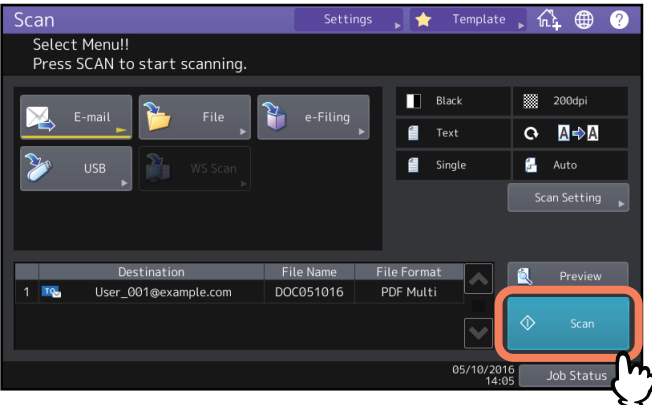 Scan
Settings
Template
?
Select Menu!!
Press SCAN to start scanning.
E-mail
File
e-Filing
USB
WS Scan
Black
200dpi
Text
A A
Single
Auto
Scan Setting
Destination File Name File Format
1 TO User_001@example.com DOC051016 PDF Multi
Preview
Scan
05/10/2016
14:05
Job Status